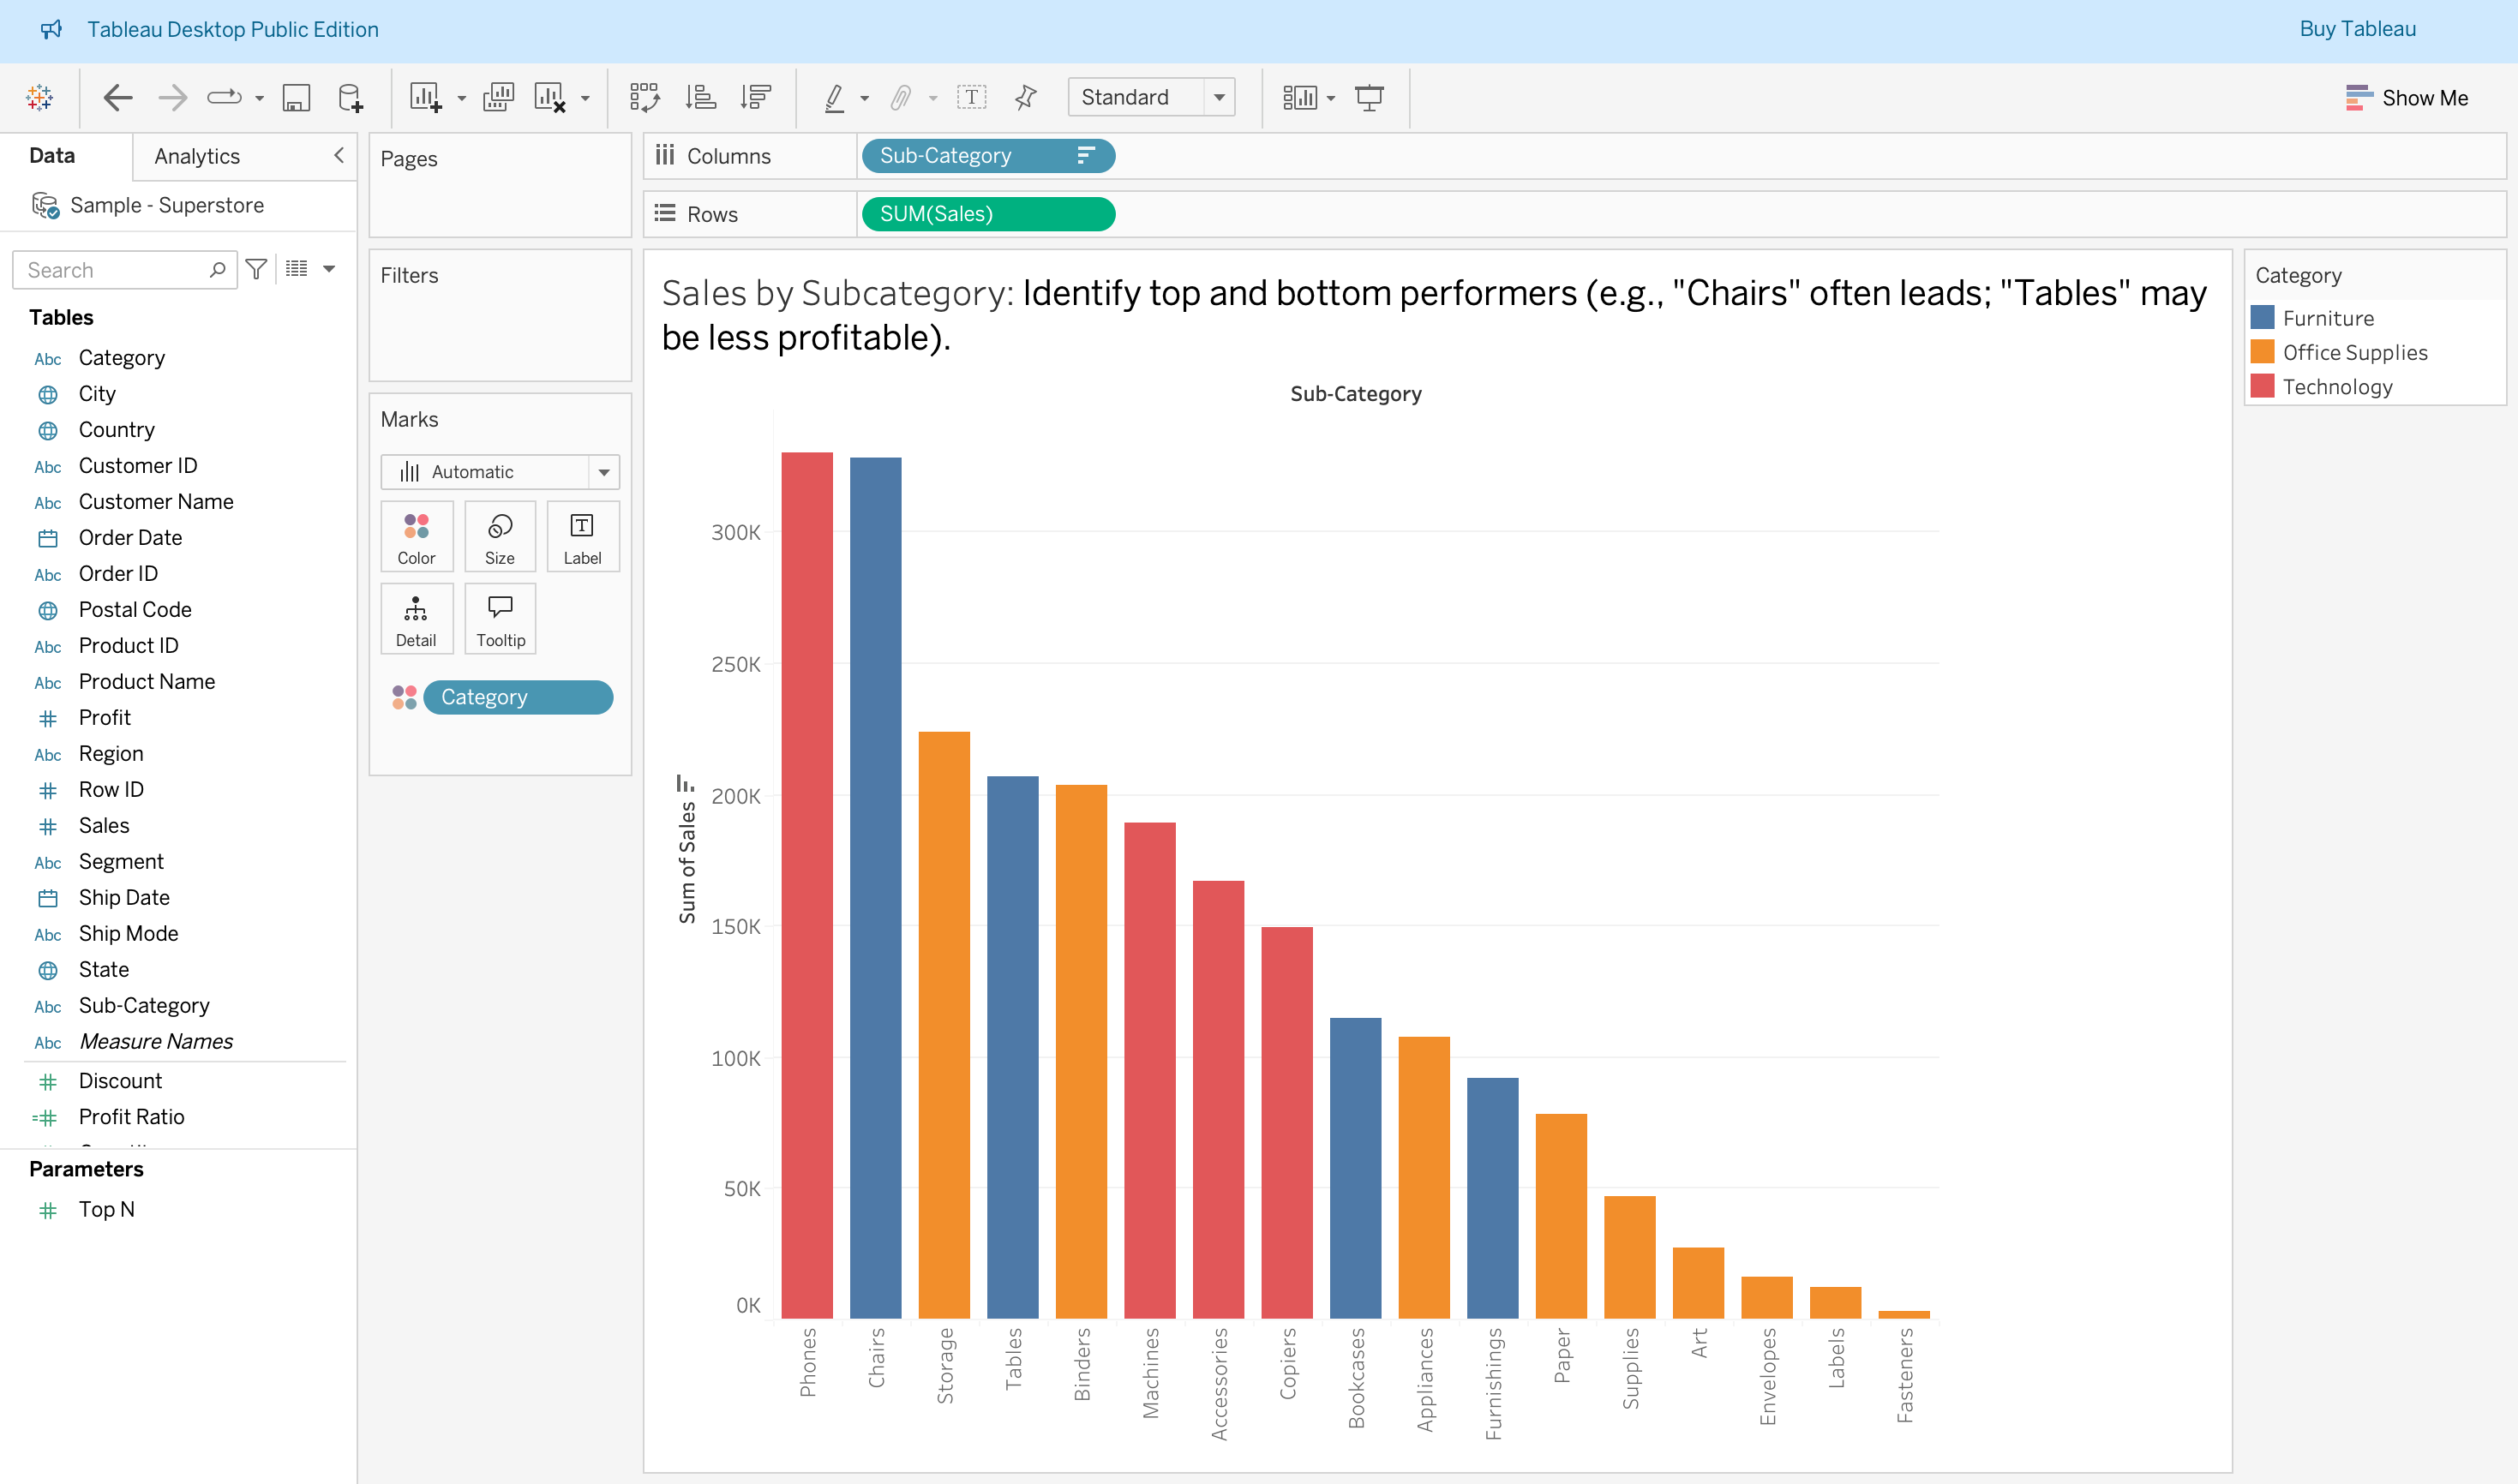 Tableau Desktop Public Edition
Buy Tableau
Standard
Show Me
Data
Analytics
Sample - Superstore
Search
Tables
Abc Category
City
Country
Abc Customer ID
Abc Customer Name
Order Date
Abc Order ID
Postal Code
Abc Product ID
Abc Product Name
Profit
Abc Region
Row ID
Sales
Abc Segment
Ship Date
Abc Ship Mode
State
Abc Sub-Category
Abc Measure Names
Discount
Profit Ratio
Parameters
Top N
Pages
Filters
Marks
Automatic
Color
Size
Label
Detail
Tooltip
Category
Columns
Sub-Category
Rows
SUM(Sales)
Sales by Subcategory: Identify top and bottom performers (e.g., "Chairs" often leads; "Tables" may
be less profitable).
Sub-Category
Sum of Sales
300K
250K
200K
150K
100K
50K
0K
Phones
Chairs
Storage
Tables
Binders
Machines
Accessories
Copiers
Bookcases
Appliances
Furnishings
Paper
Supplies
Art
Envelopes
Labels
Fasteners
Category
Furniture
Office Supplies
Technology